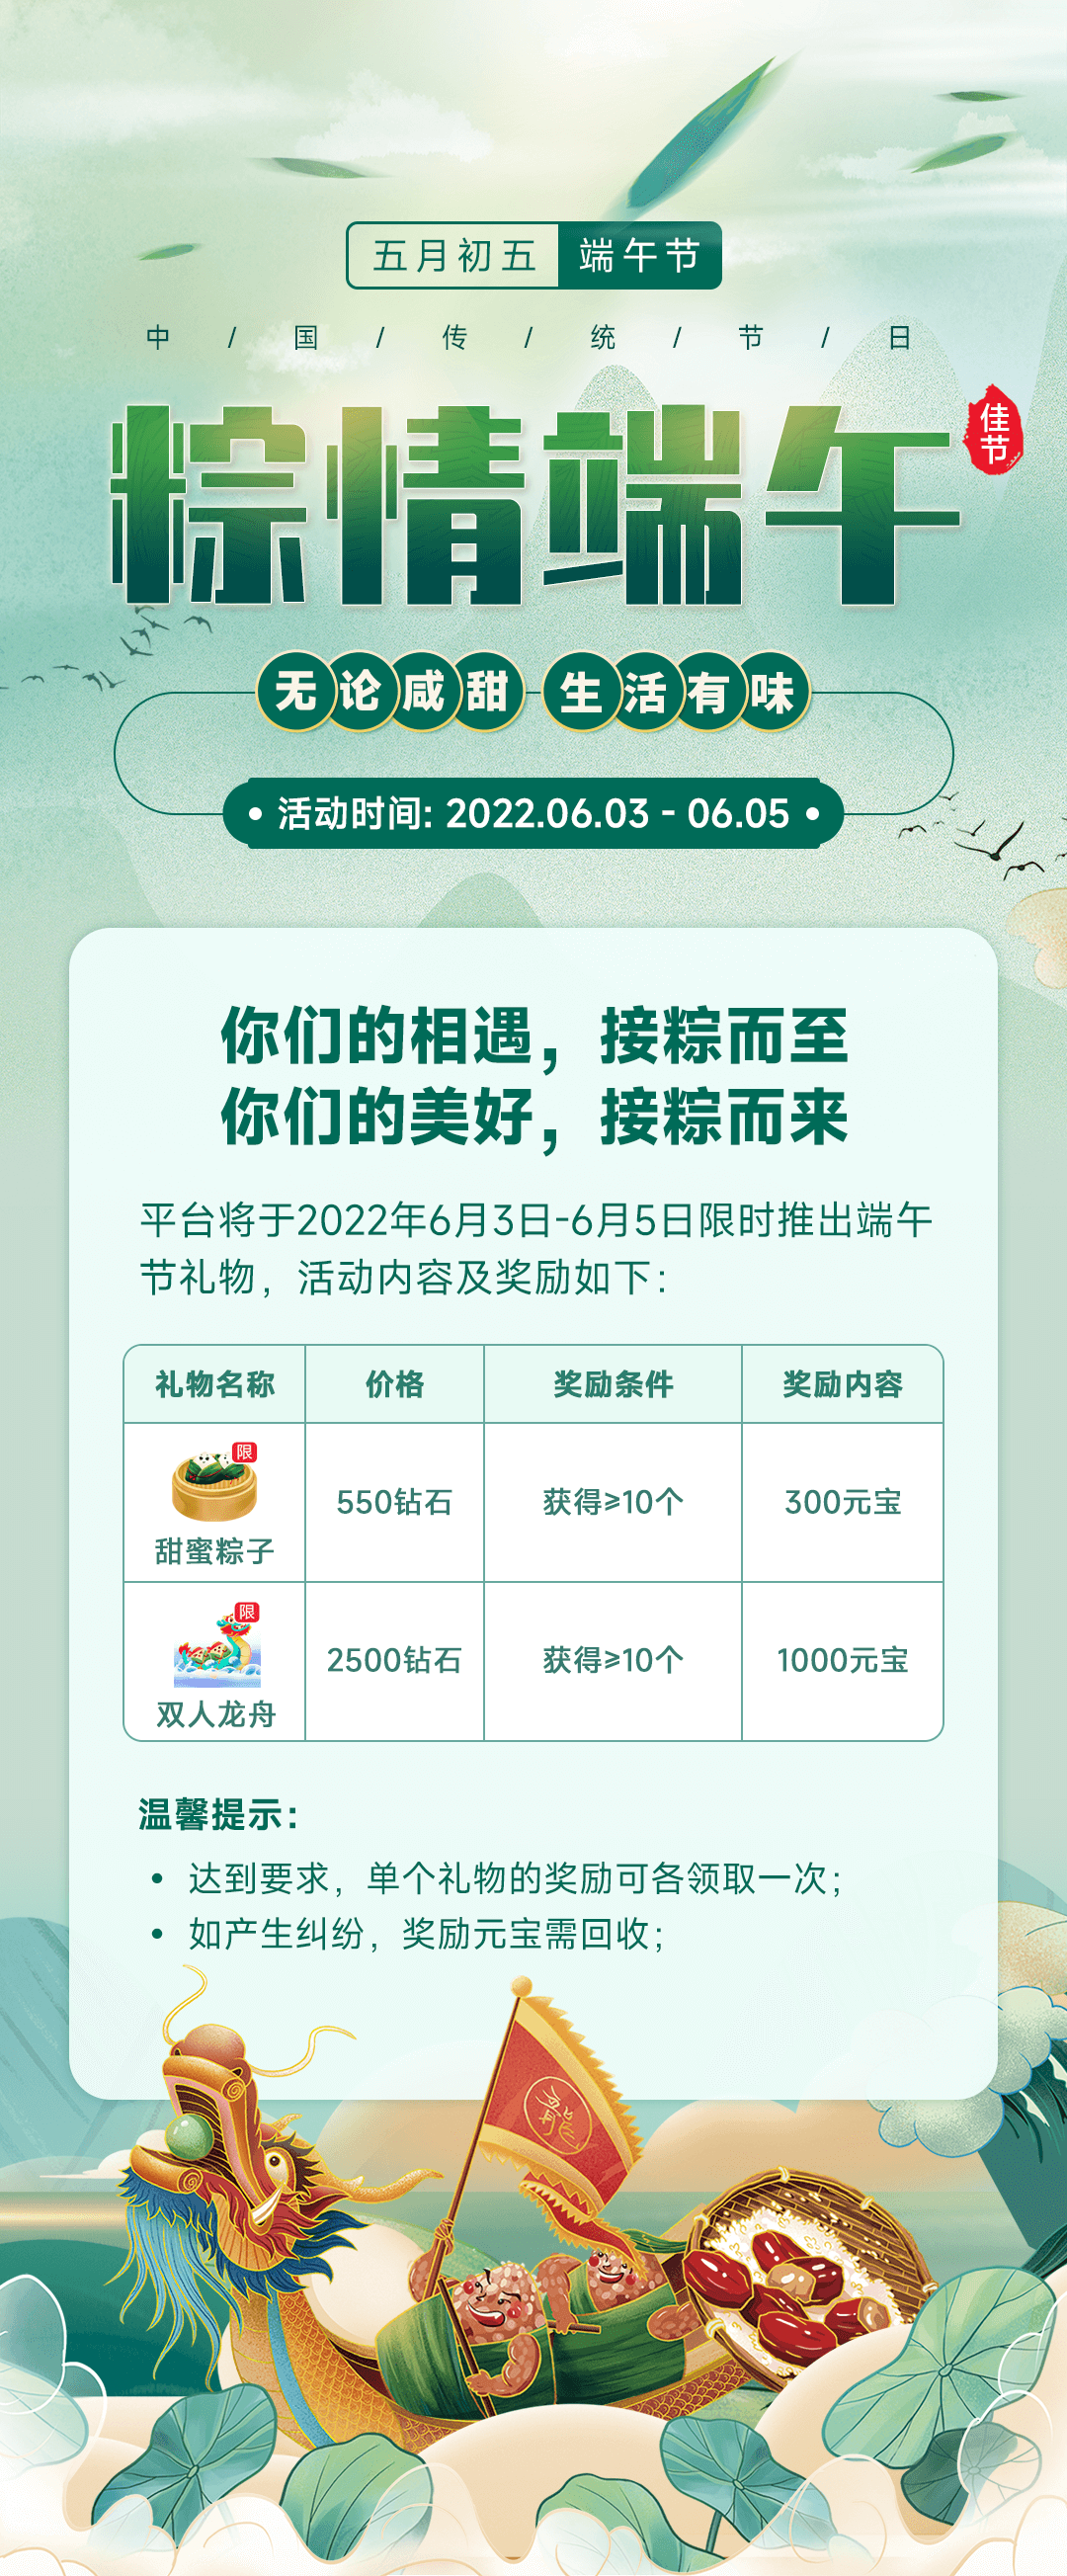 五月初五 端午节
中 / 国 / 传 / 统 / 节 / 日
粽情端午
佳节
无论咸甜 生活有味
活动时间: 2022.06.03 - 06.05
你们的相遇，接粽而至
你们的美好，接粽而来
平台将于2022年6月3日-6月5日限时推出端午
节礼物，活动内容及奖励如下：
礼物名称 价格 奖励条件 奖励内容
限
甜蜜粽子 550钻石 获得≥10个 300元宝
限
双人龙舟 2500钻石 获得≥10个 1000元宝
温馨提示：
• 达到要求，单个礼物的奖励可各领取一次；
• 如产生纠纷，奖励元宝需回收；
龍